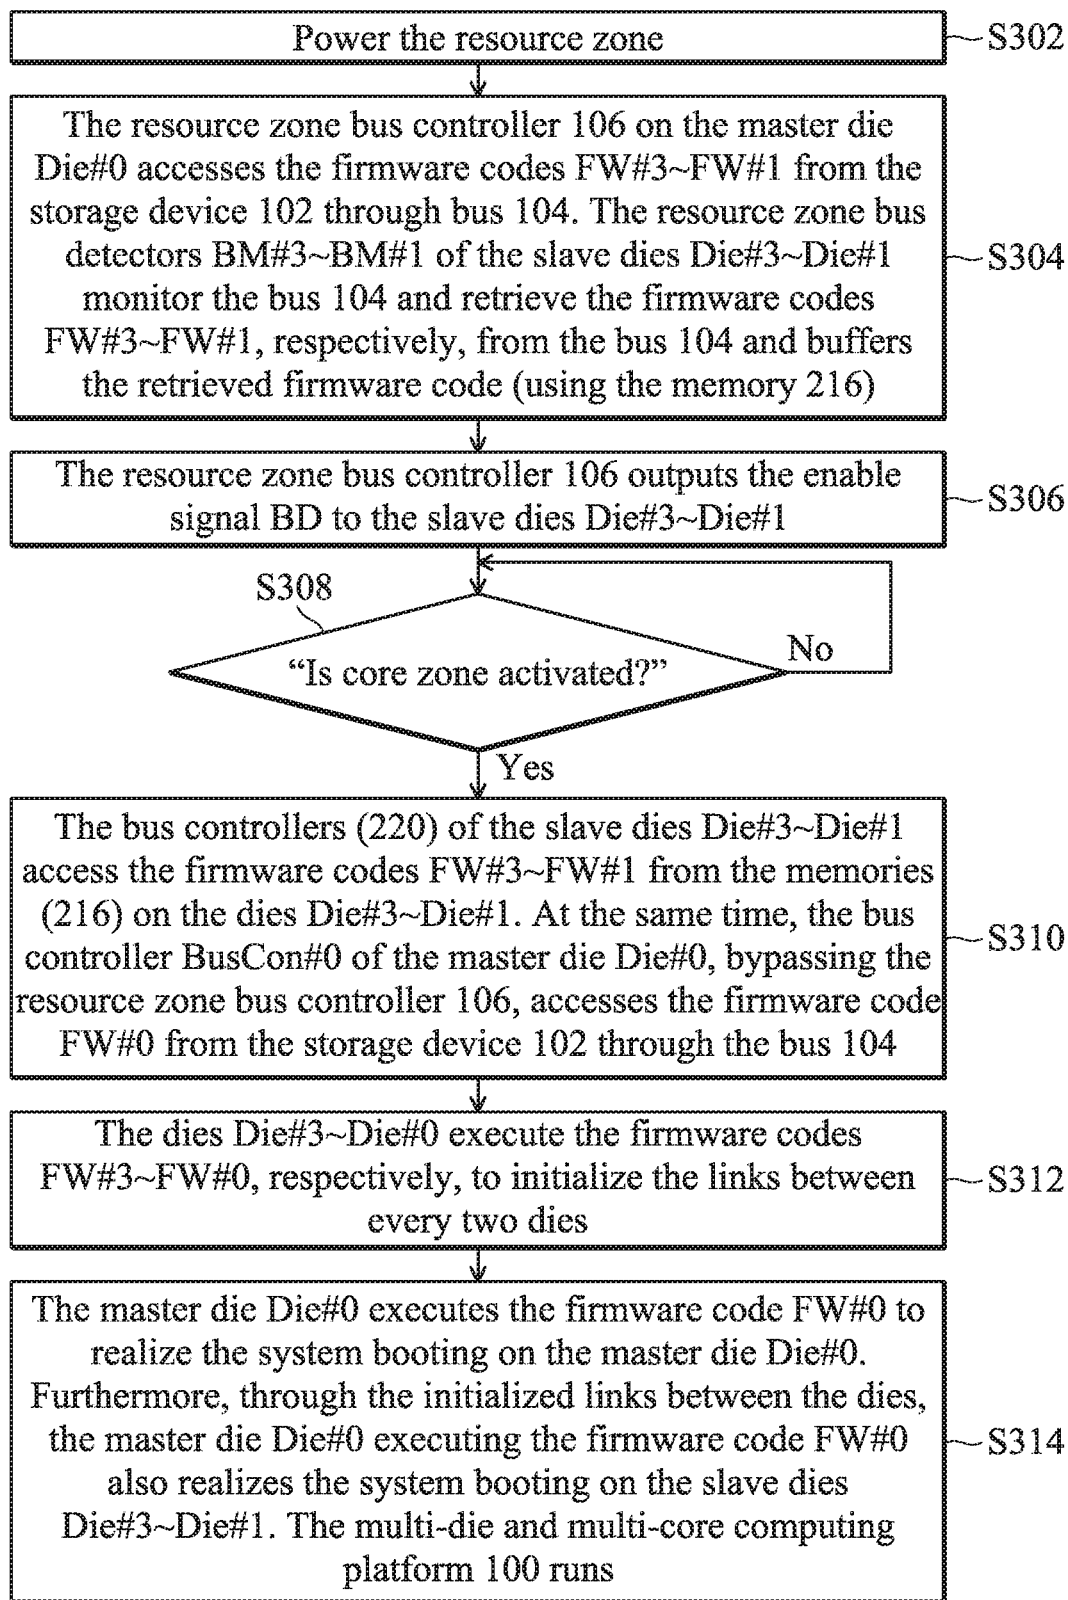 Power the resource zone
S302
The resource zone bus controller 106 on the master die
Die#0 accesses the firmware codes FW#3~FW#1 from the
storage device 102 through bus 104. The resource zone bus
detectors BM#3~BM#1 of the slave dies Die#3~Die#1
monitor the bus 104 and retrieve the firmware codes
FW#3~FW#1, respectively, from the bus 104 and buffers
the retrieved firmware code (using the memory 216)
S304
The resource zone bus controller 106 outputs the enable
signal BD to the slave dies Die#3~Die#1
S306
S308
“Is core zone activated?”
No
Yes
The bus controllers (220) of the slave dies Die#3~Die#1
access the firmware codes FW#3~FW#1 from the memories
(216) on the dies Die#3~Die#1. At the same time, the bus
controller BusCon#0 of the master die Die#0, bypassing the
resource zone bus controller 106, accesses the firmware code
FW#0 from the storage device 102 through the bus 104
S310
The dies Die#3~Die#0 execute the firmware codes
FW#3~FW#0, respectively, to initialize the links between
every two dies
S312
The master die Die#0 executes the firmware code FW#0 to
realize the system booting on the master die Die#0.
Furthermore, through the initialized links between the dies,
the master die Die#0 executing the firmware code FW#0
also realizes the system booting on the slave dies
Die#3~Die#1. The multi-die and multi-core computing
platform 100 runs
S314